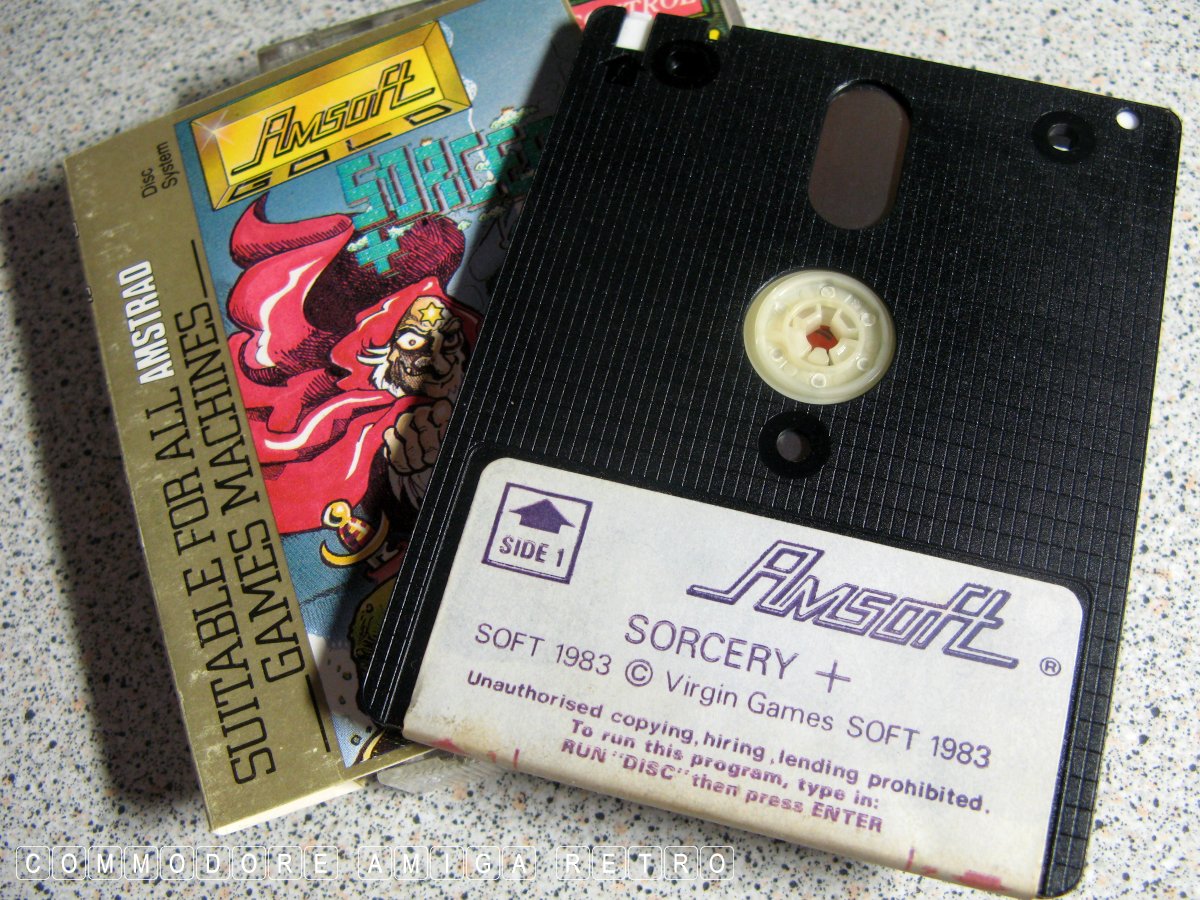 Amsoft
GOLD
Disc
System
SUITABLE FOR ALL AMSTRAD
GAMES MACHINES
SIDE 1
Amsoft ®
SORCERY +
SOFT 1983 © Virgin Games SOFT 1983
Unauthorised copying, hiring, lending prohibited.
To run this program, type in:
RUN "DISC" then press ENTER
COMMODORE AMIGA RETRO